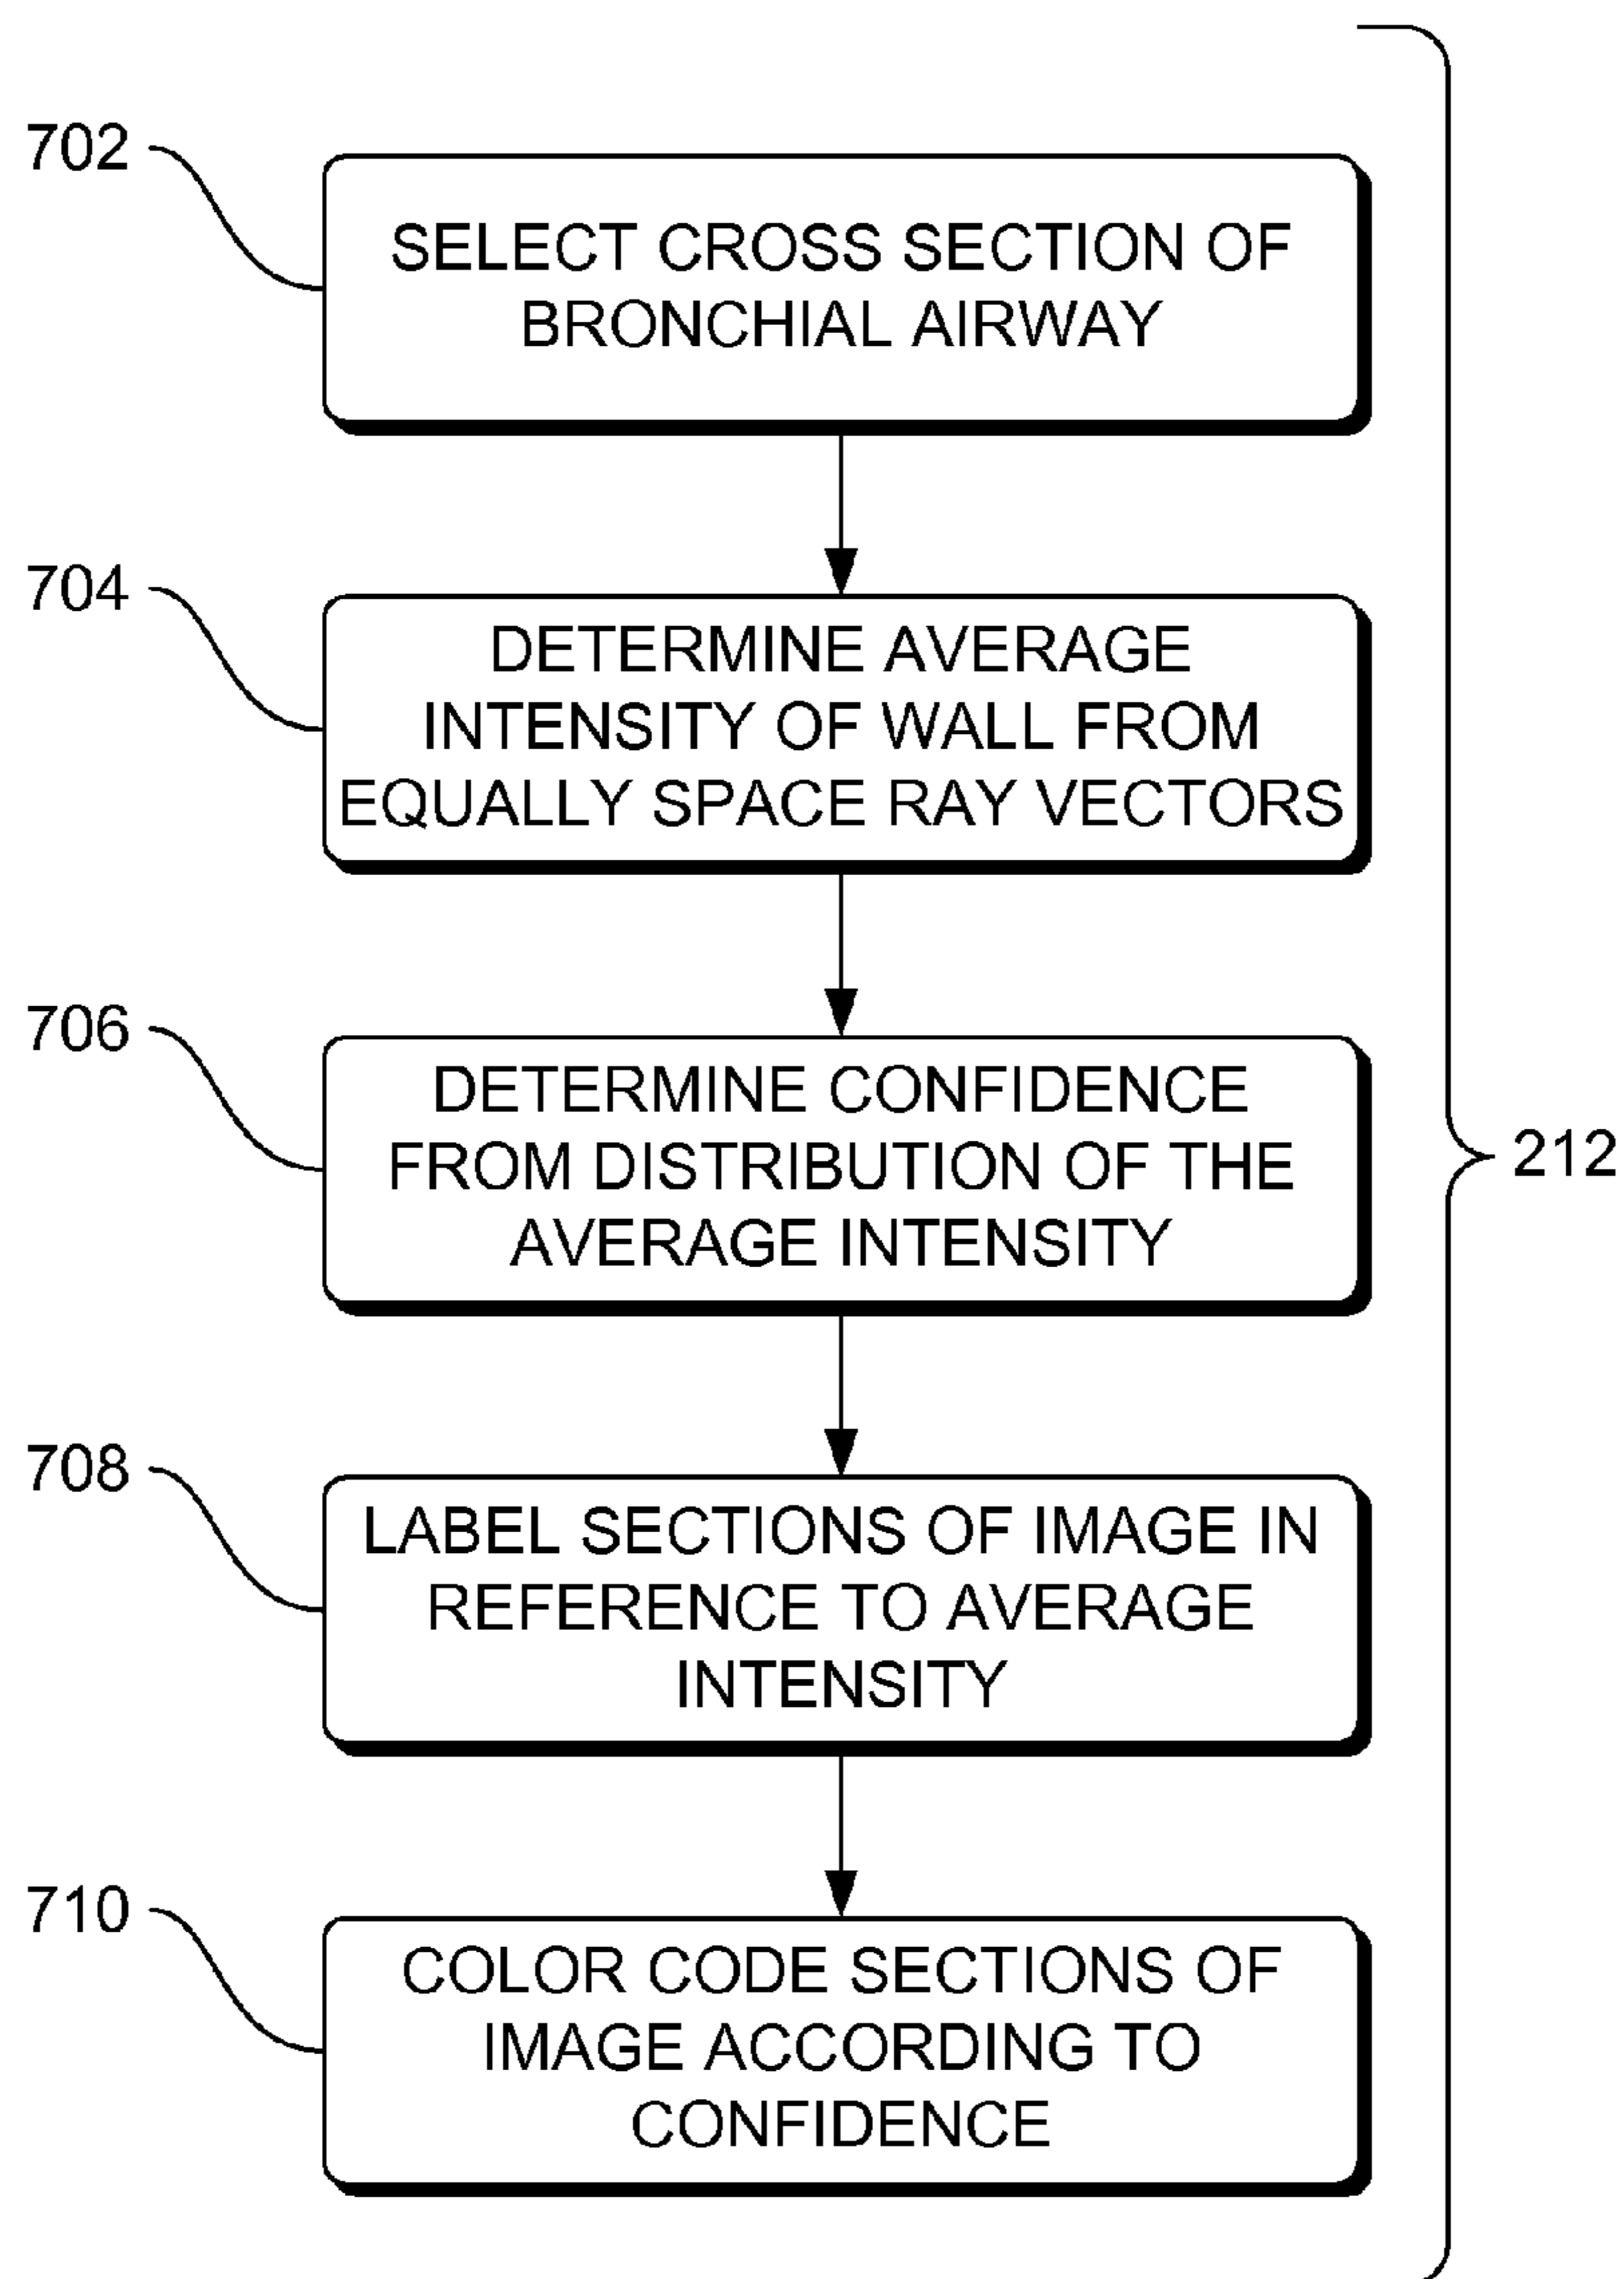 702
SELECT CROSS SECTION OF
BRONCHIAL AIRWAY
704
DETERMINE AVERAGE
INTENSITY OF WALL FROM
EQUALLY SPACE RAY VECTORS
706
DETERMINE CONFIDENCE
FROM DISTRIBUTION OF THE
AVERAGE INTENSITY
212
708
LABEL SECTIONS OF IMAGE IN
REFERENCE TO AVERAGE
INTENSITY
710
COLOR CODE SECTIONS OF
IMAGE ACCORDING TO
CONFIDENCE